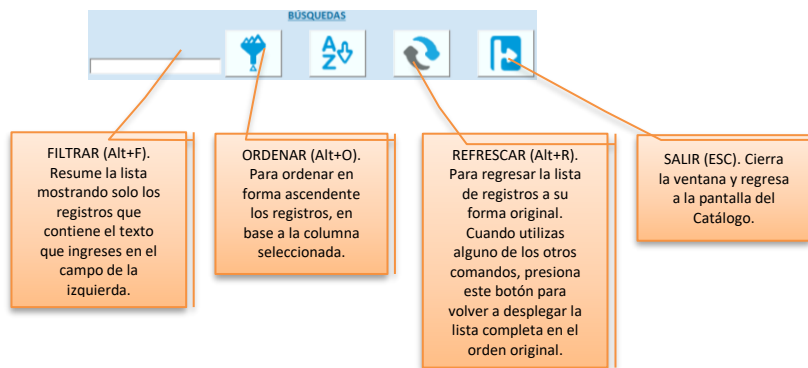 BÚSQUEDAS
A
Z
FILTRAR (Alt+F).
Resume la lista
mostrando solo los
registros que
contiene el texto
que ingreses en el
campo de la
izquierda.
ORDENAR (Alt+O).
Para ordenar en
forma ascendente
los registros, en
base a la columna
seleccionada.
REFRESCAR (Alt+R).
Para regresar la lista
de registros a su
forma original.
Cuando utilizas
alguno de los otros
comandos, presiona
este botón para
volver a desplegar la
lista completa en el
orden original.
SALIR (ESC). Cierra
la ventana y regresa
a la pantalla del
Catálogo.